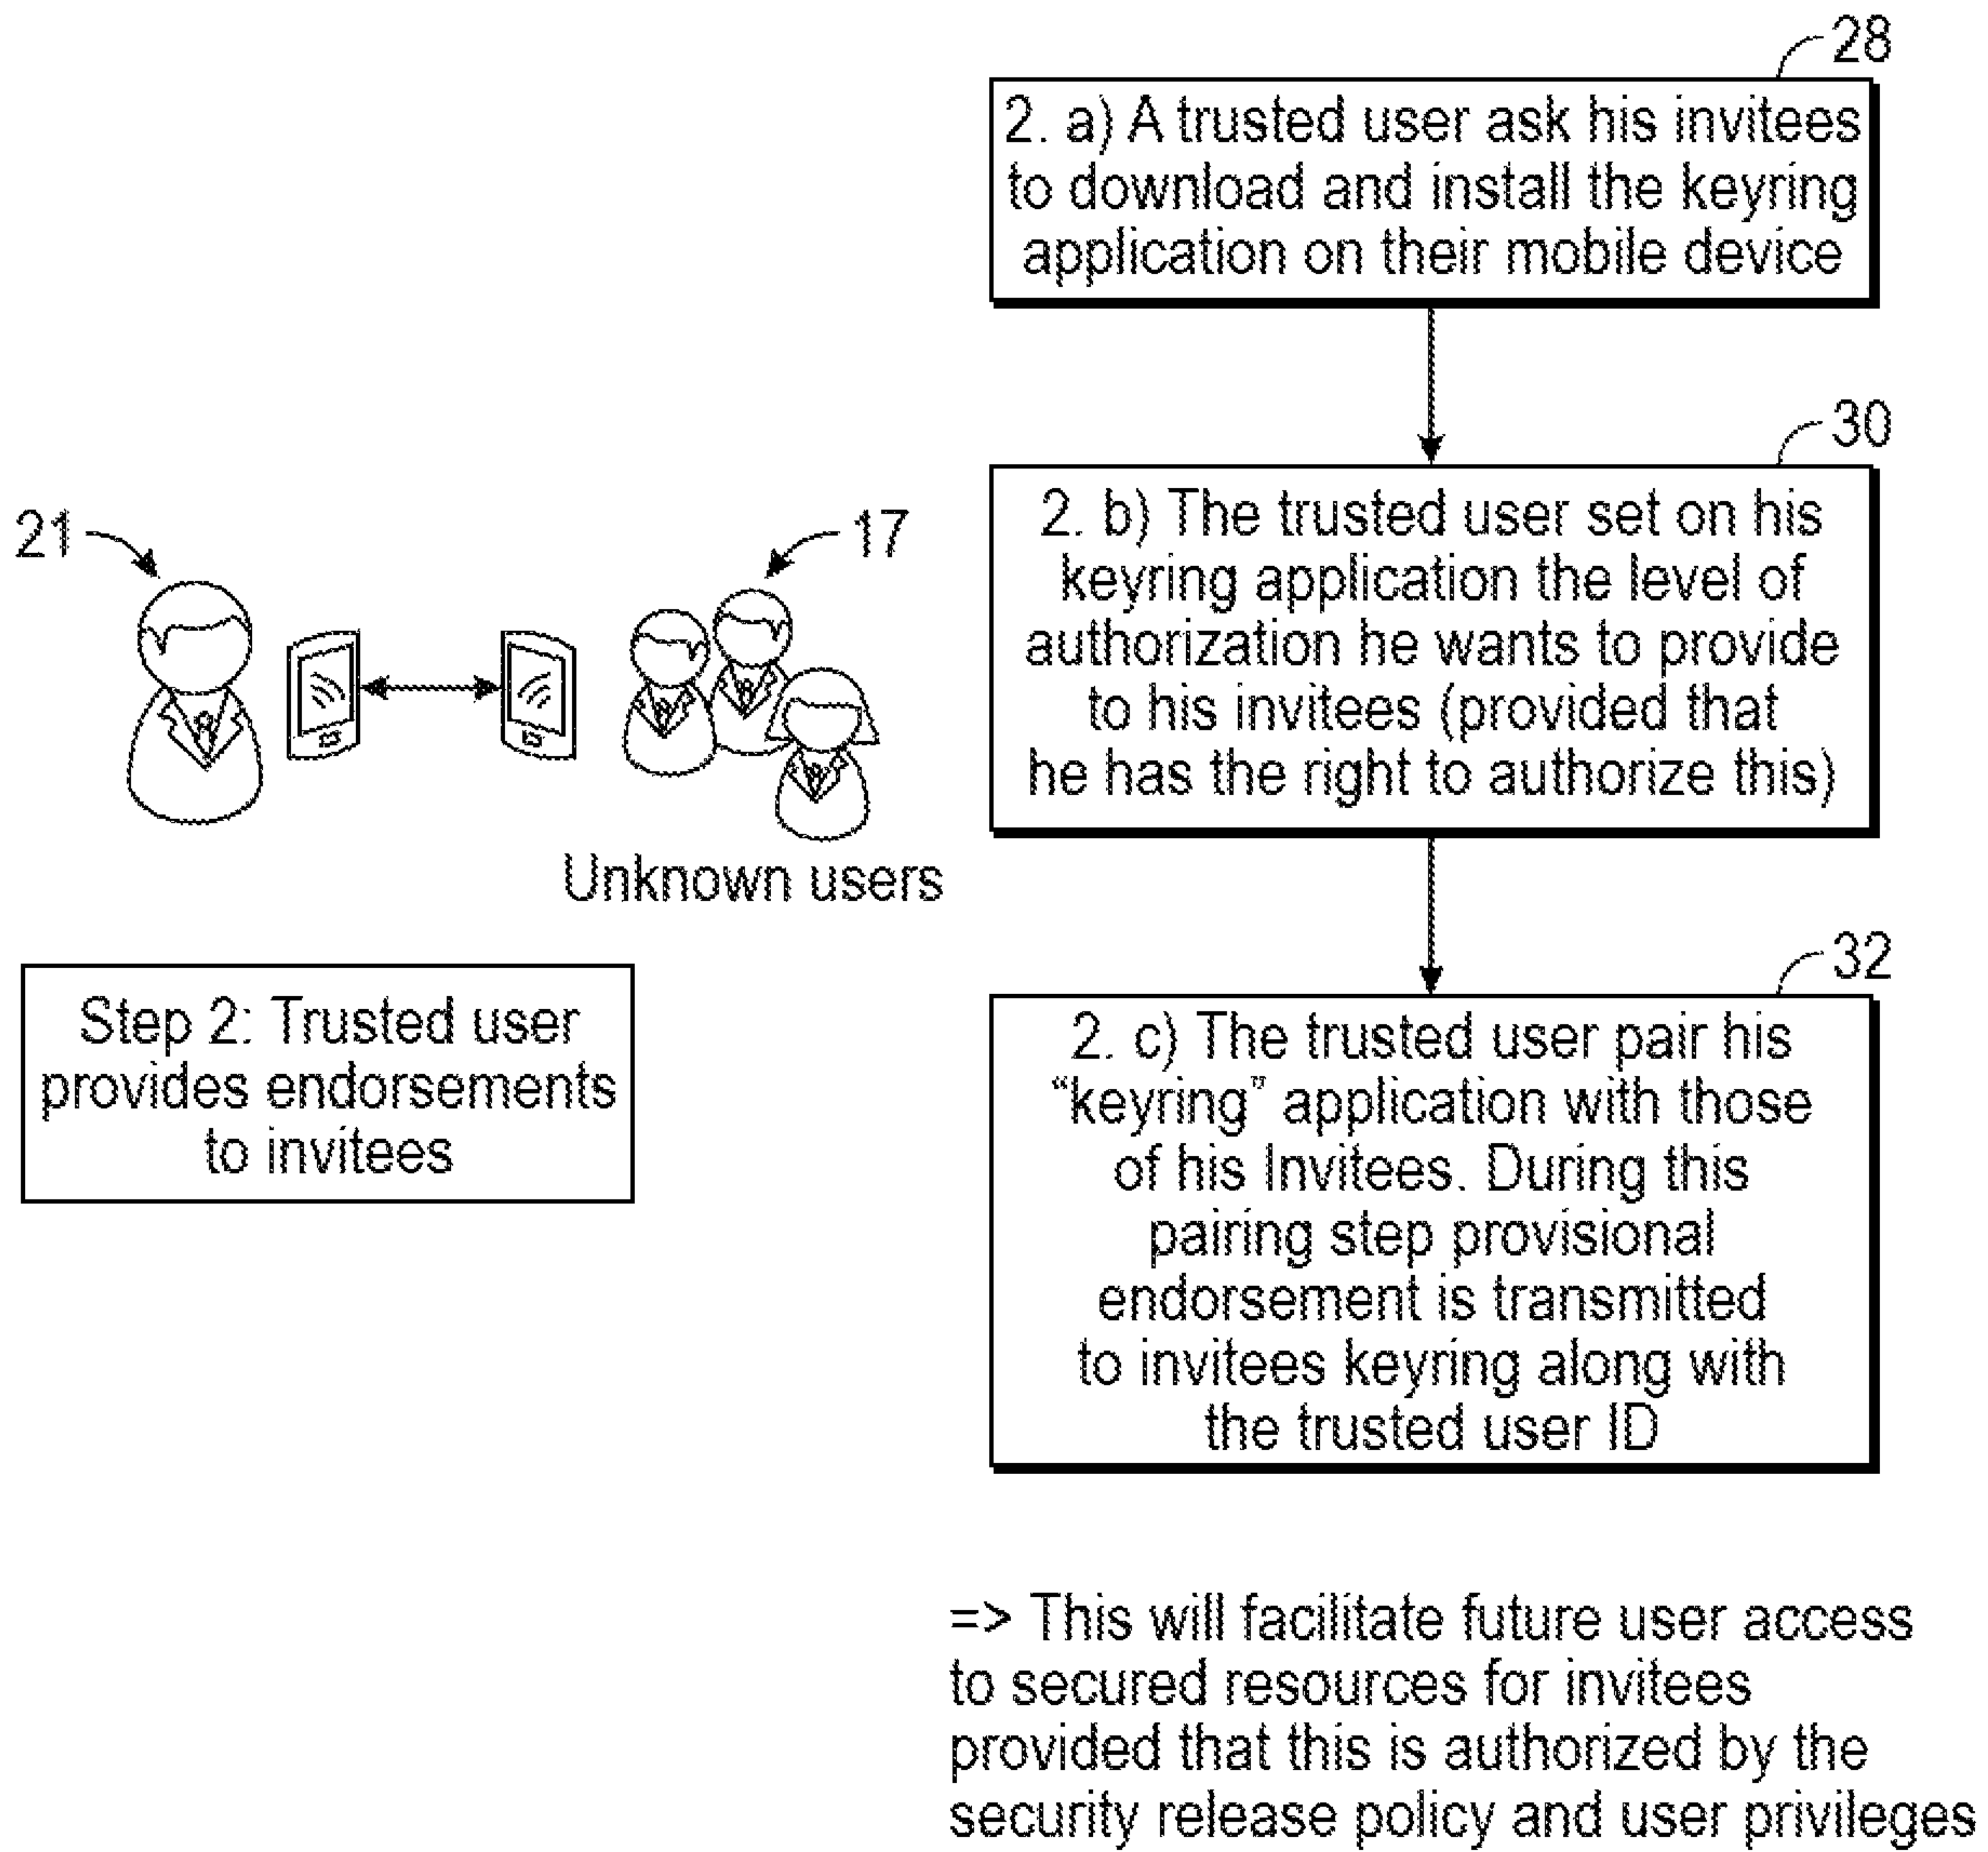 28
2. a) A trusted user ask his invitees
to download and install the keyring
application on their mobile device
30
2. b) The trusted user set on his
keyring application the level of
authorization he wants to provide
to his invitees (provided that
he has the right to authorize this)
21
17
Unknown users
Step 2: Trusted user
provides endorsements
to invitees
32
2. c) The trusted user pair his
“keyring” application with those
of his Invitees. During this
pairing step provisional
endorsement is transmitted
to invitees keyring along with
the trusted user ID
=> This will facilitate future user access
to secured resources for invitees
provided that this is authorized by the
security release policy and user privileges